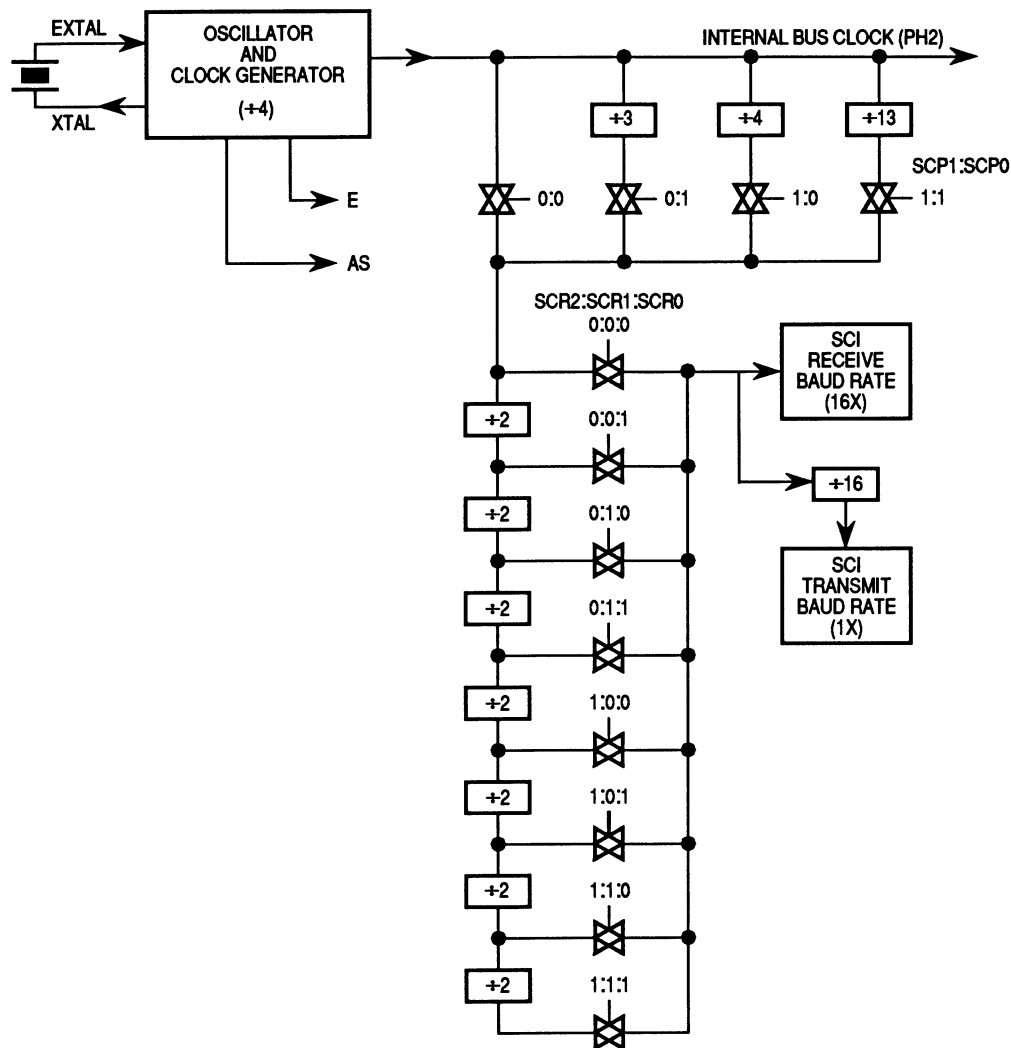 EXTAL
XTAL
OSCILLATOR
AND
CLOCK GENERATOR
(÷4)
E
AS
INTERNAL BUS CLOCK (PH2)
÷3
÷4
÷13
SCP1:SCP0
0:0
0:1
1:0
1:1
SCR2:SCR1:SCR0
0:0:0
÷2
0:0:1
÷2
0:1:0
÷2
0:1:1
÷2
1:0:0
÷2
1:0:1
÷2
1:1:0
÷2
1:1:1
SCI
RECEIVE
BAUD RATE
(16X)
÷16
SCI
TRANSMIT
BAUD RATE
(1X)